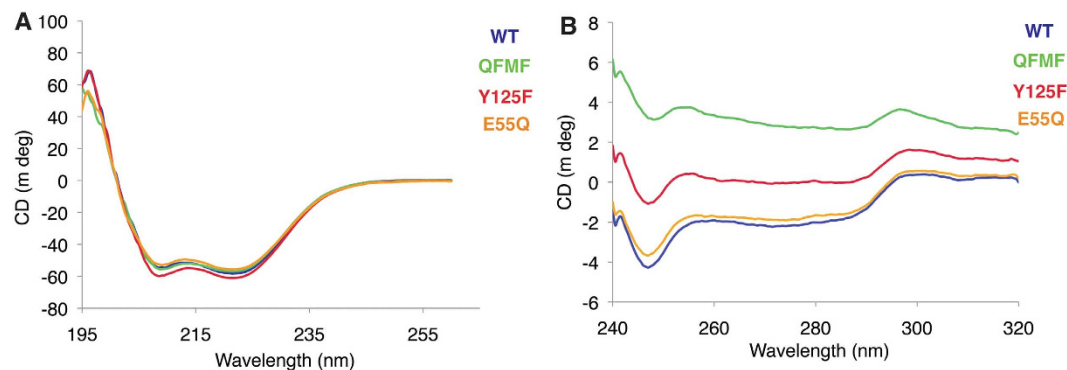 A
100
80
60
40
20
0
-20
-40
-60
-80
CD (m deg)
195
215
235
255
Wavelength (nm)
WT
QFMF
Y125F
E55Q
B
8
6
4
2
0
-2
-4
-6
CD (m deg)
240
260
280
300
320
Wavelength (nm)
WT
QFMF
Y125F
E55Q